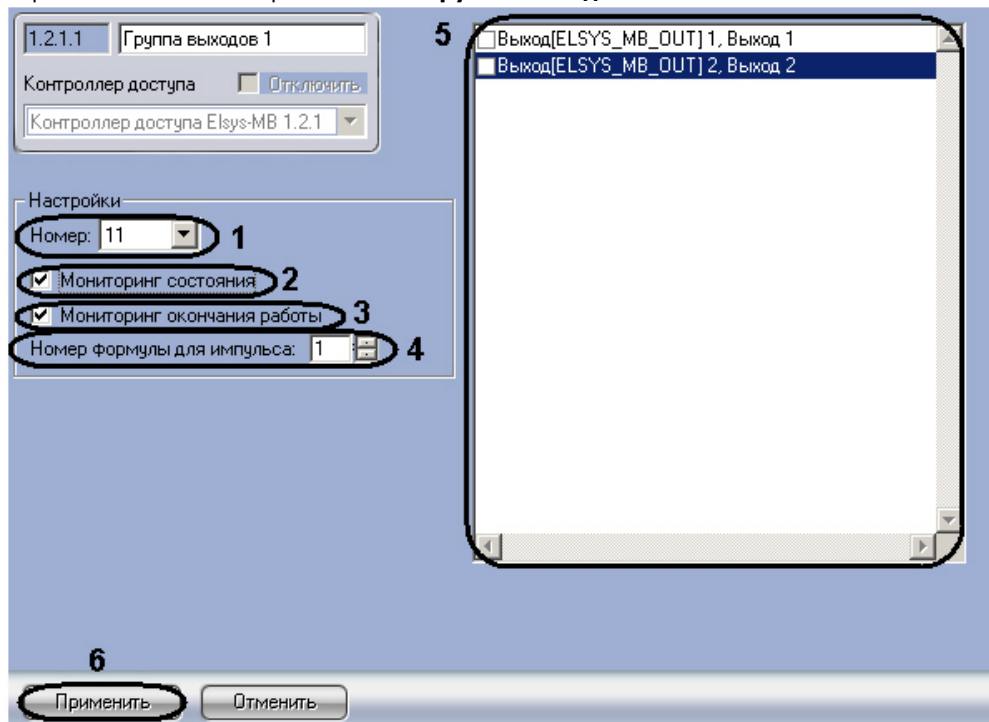 1.2.1.1 Группа выходов 1
Контроллер доступа Отключить
Контроллер доступа Elsys-MB 1.2.1
Настройки
Номер: 11 1
Мониторинг состояния 2
Мониторинг окончания работы 3
Номер формулы для импульса: 1 4
5
Выход[ELSYS_MB_OUT] 1, Выход 1
Выход[ELSYS_MB_OUT] 2, Выход 2
6
Применить Отменить